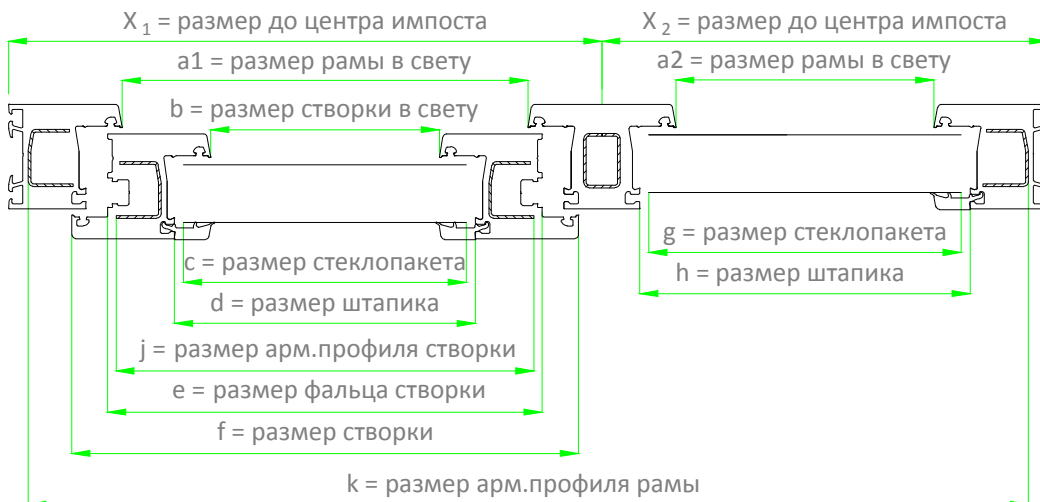 X 1 = размер до центра импоста
X 2 = размер до центра импоста
a1 = размер рамы в свету
a2 = размер рамы в свету
b = размер створки в свету
g = размер стеклопакета
c = размер стеклопакета
h = размер штапика
d = размер штапика
j = размер арм.профиля створки
e = размер фальца створки
f = размер створки
k = размер арм.профиля рамы